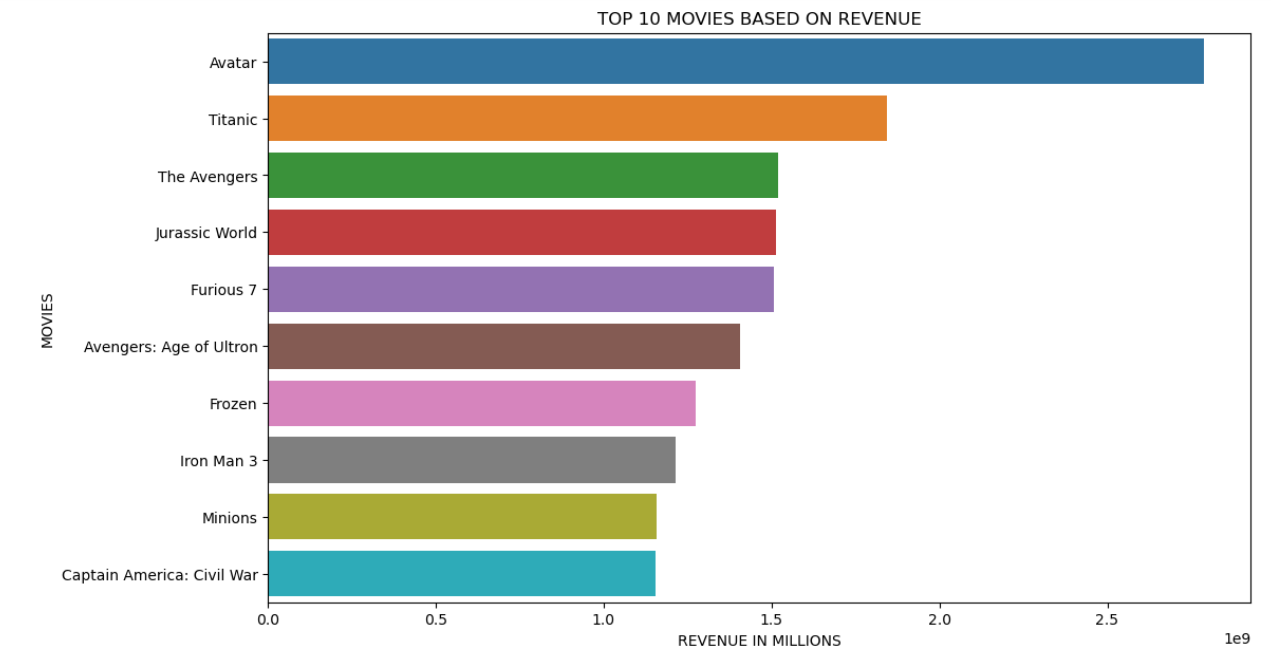 TOP 10 MOVIES BASED ON REVENUE
MOVIES
Avatar
Titanic
The Avengers
Jurassic World
Furious 7
Avengers: Age of Ultron
Frozen
Iron Man 3
Minions
Captain America: Civil War
0.0 0.5 1.0 1.5 2.0 2.5
REVENUE IN MILLIONS
1e9